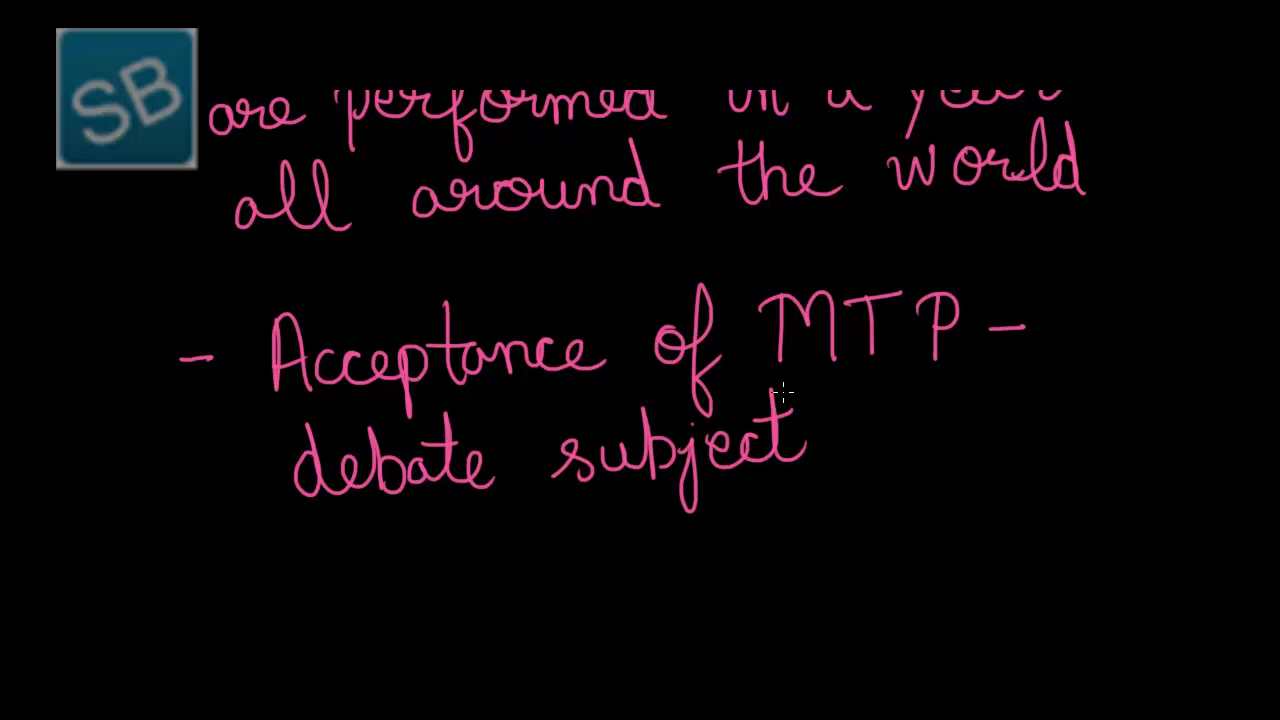 SB
are performed in a year
all around the world
- Acceptance of MTP -
debate subject